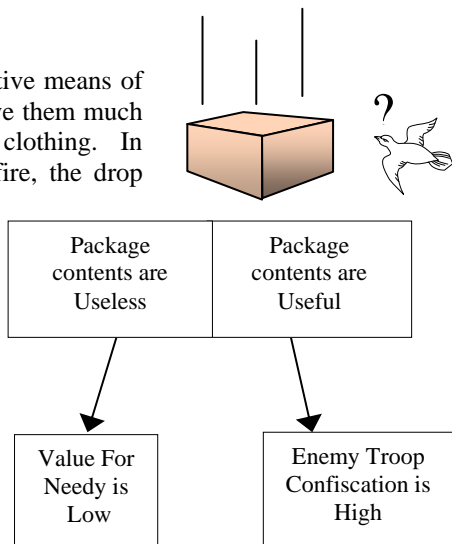 tive means of
ve them much
clothing. In
fire, the drop
?
Package
contents are
Useless
Package
contents are
Useful
Value For
Needy is
Low
Enemy Troop
Confiscation is
High